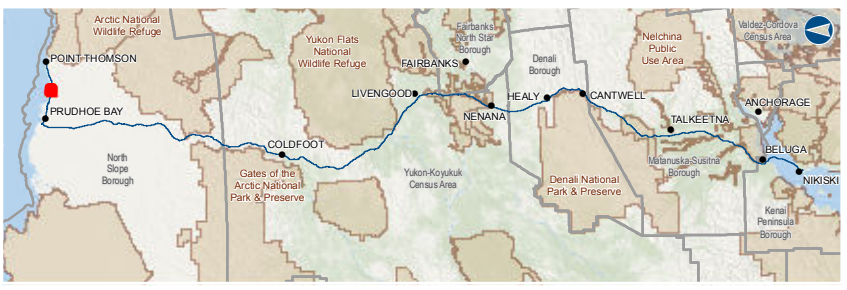 Arctic National
Wildlife Refuge
Yukon Flats
National
Wildlife Refuge
Fairbanks
North Star
Borough
Valdez-Cordova
Census Area
Nelchina
Public
Use Area
Denali
Borough
POINT THOMSON
FAIRBANKS
LIVENGOOD
HEALY
CANTWELL
NENANA
ANCHORAGE
PRUDHOE BAY
TALKEETNA
COLDFOOT
BELUGA
North
Slope
Borough
Matanuska-Susitna
Borough
Gates of the
Arctic National
Park & Preserve
Yukon-Koyukuk
Census Area
Denali National
Park & Preserve
NIKISKI
Kenai
Peninsula
Borough